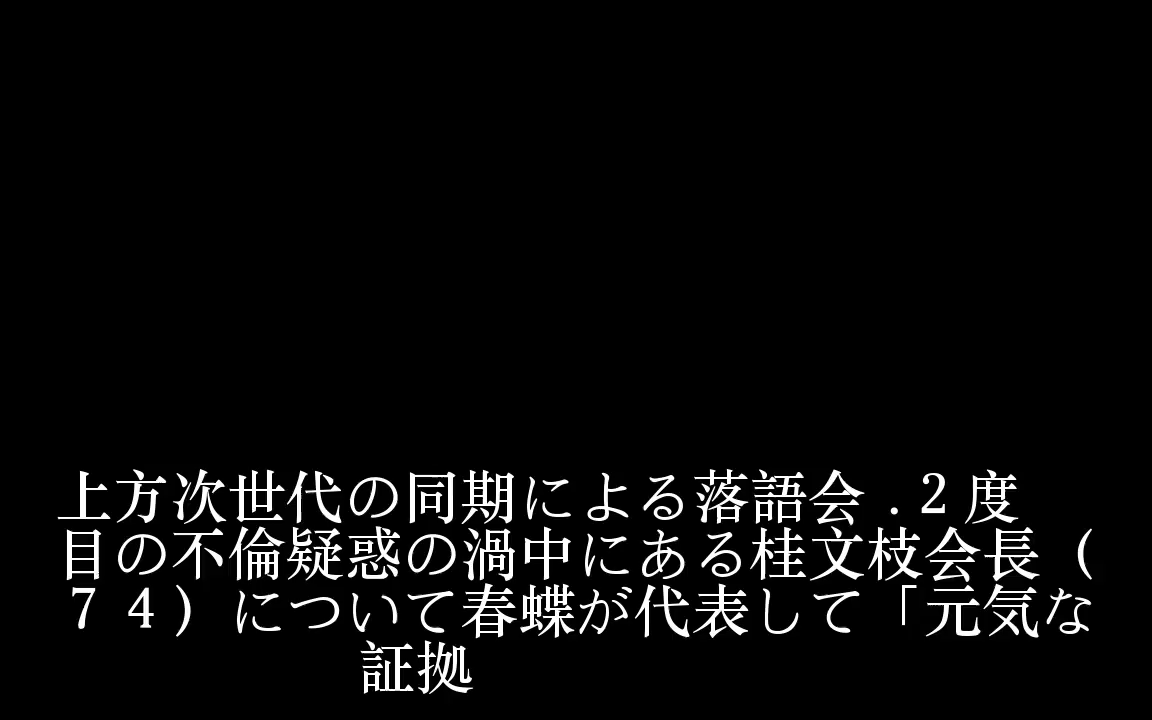 上方次世代の同期による落語会．2度
目の不倫疑惑の渦中にある桂文枝会長（
７４）について春蝶が代表して「元気な
証拠